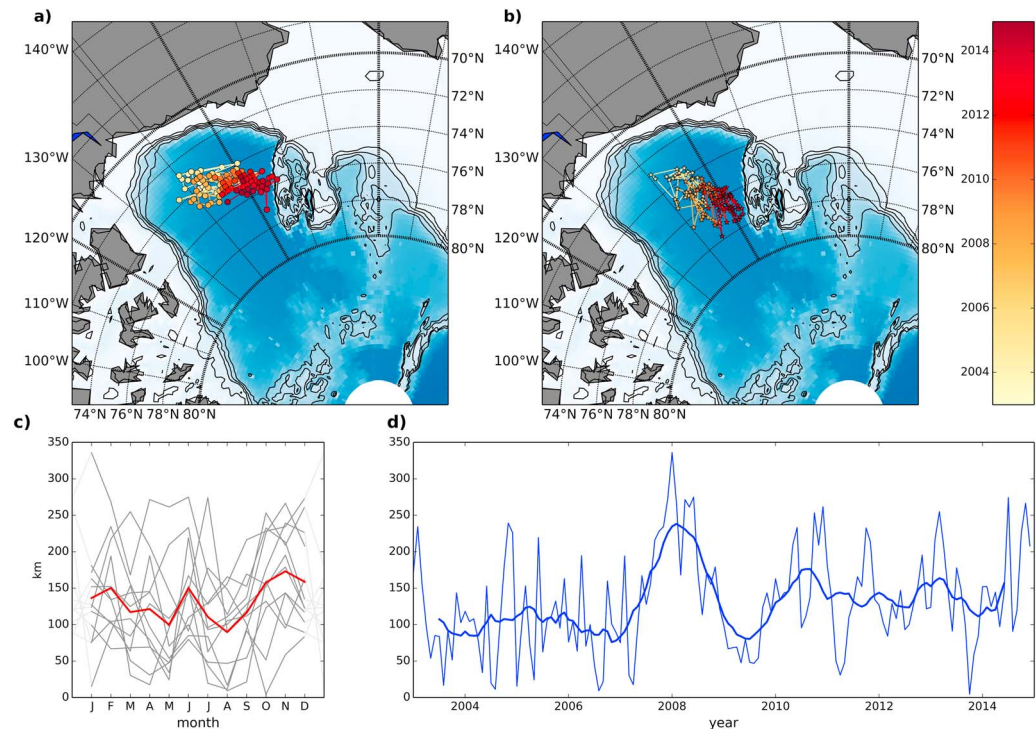 a)
140°W
130°W
120°W
110°W
100°W
70°N
72°N
74°N
76°N
78°N
80°N
74°N 76°N 78°N 80°N
b)
140°W
130°W
120°W
110°W
100°W
70°N
72°N
74°N
76°N
78°N
80°N
74°N 76°N 78°N 80°N
2014
2012
2010
2008
2006
2004
c)
J F M A M J J A S O N D
350
300
250
200
150
100
50
0
km
J F M A M J J A S O N D
month
d)
350
300
250
200
150
100
50
0
2004 2006 2008 2010 2012 2014
year